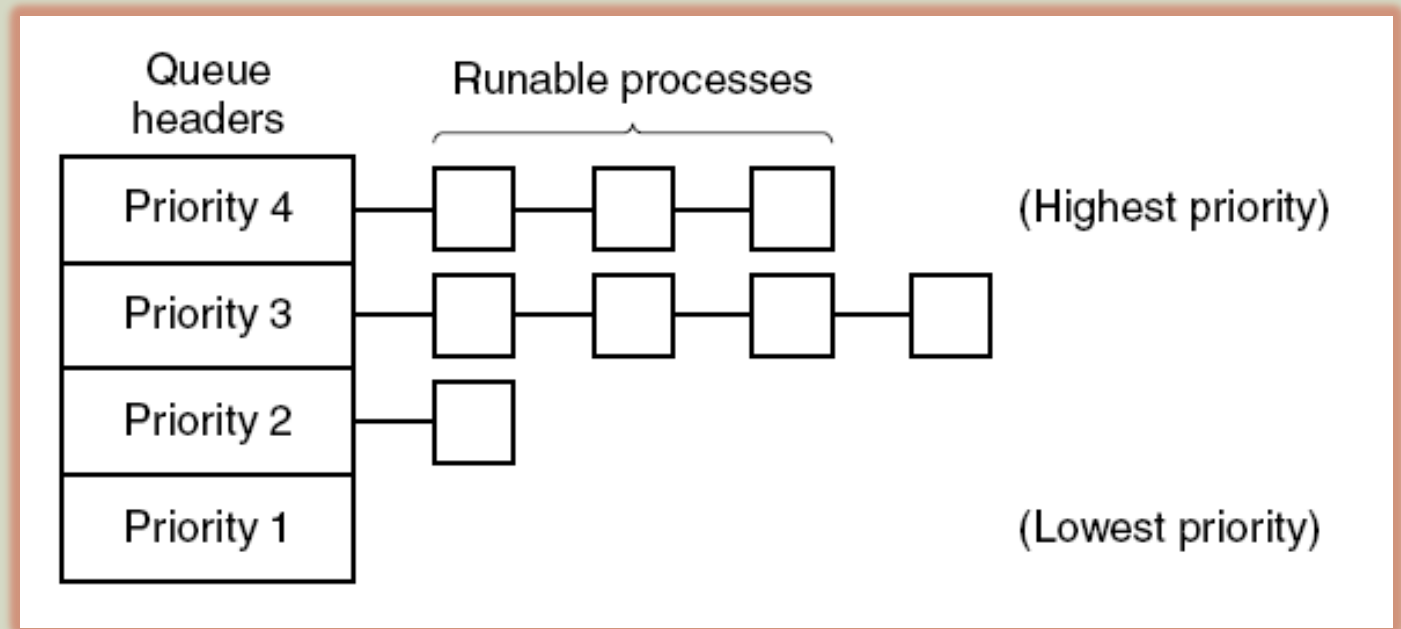 Queue
headers
Runable processes
Priority 4
(Highest priority)
Priority 3
Priority 2
Priority 1
(Lowest priority)